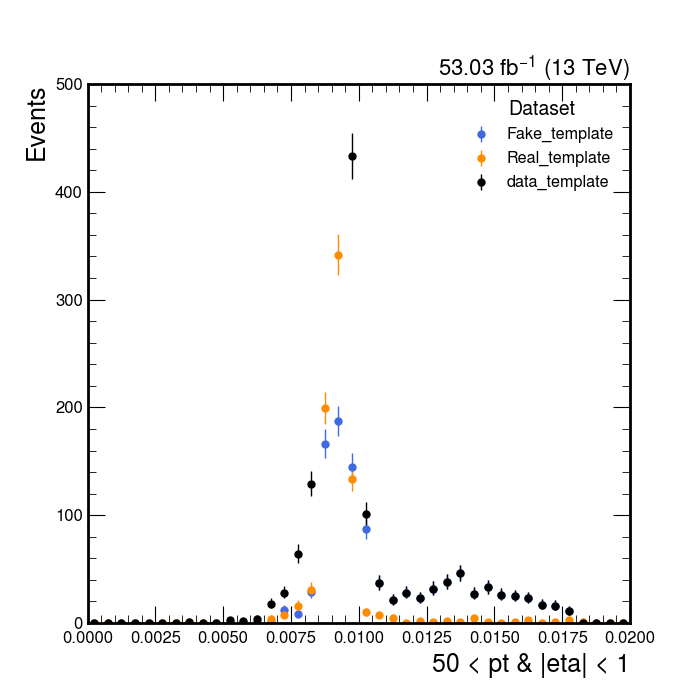 53.03 fb⁻¹ (13 TeV)
Events
Dataset
Fake_template
Real_template
data_template
500
400
300
200
100
0
0.0000 0.0025 0.0050 0.0075 0.0100 0.0125 0.0150 0.0175 0.0200
50 < pt & |eta| < 1